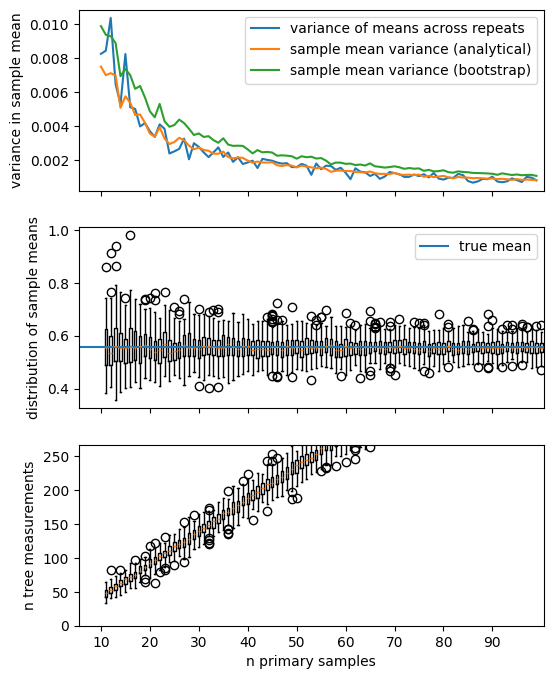 variance in sample mean
0.010
0.008
0.006
0.004
0.002
variance of means across repeats
sample mean variance (analytical)
sample mean variance (bootstrap)
distribution of sample means
1.0
0.8
0.6
0.4
true mean
n tree measurements
250
200
150
100
50
0
10 20 30 40 50 60 70 80 90
n primary samples